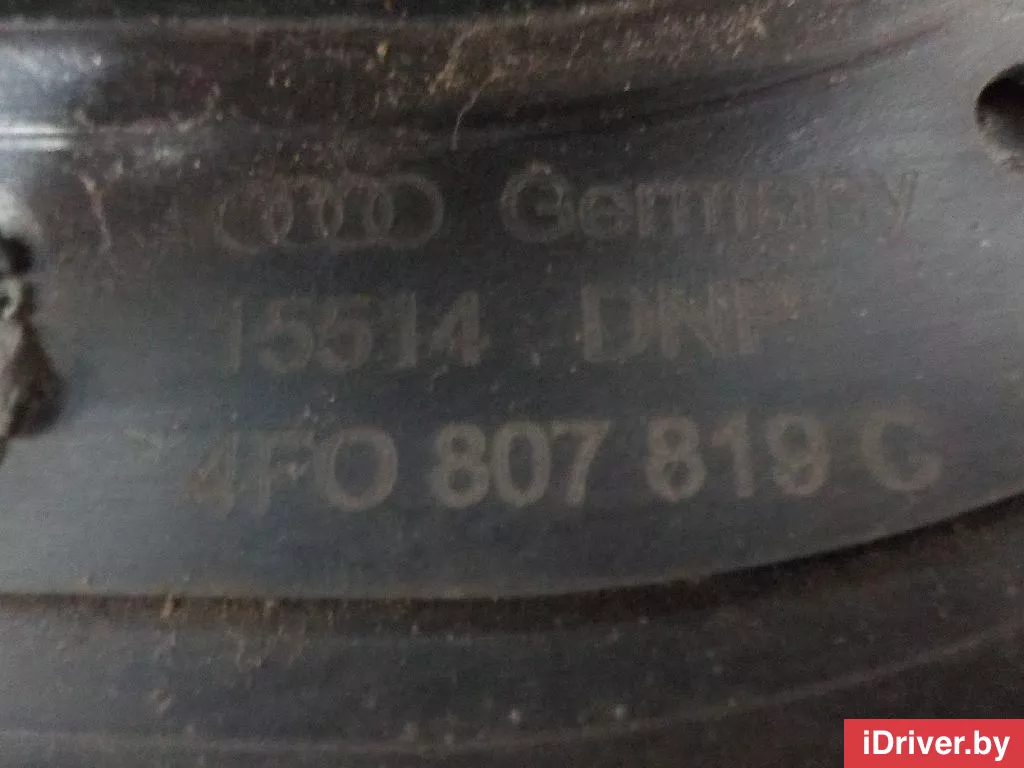 Germany
15514 DNP
4F0 807 819 C
iDriver.by